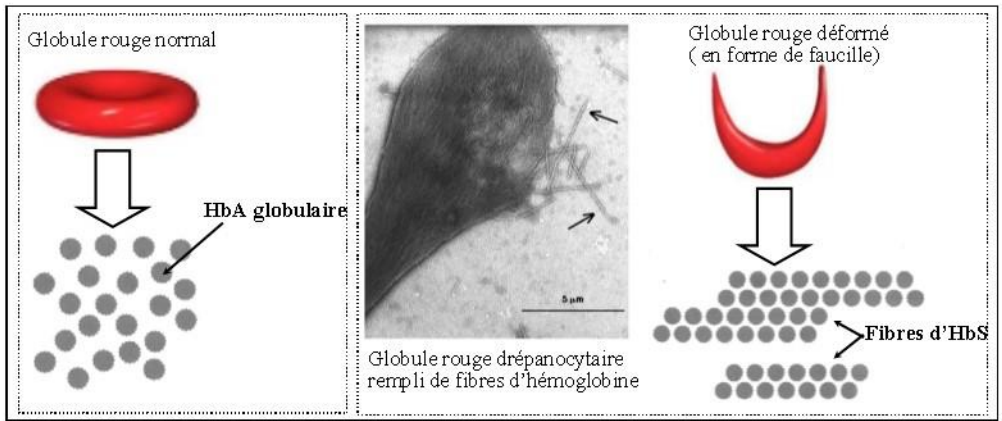 Globule rouge normal
HbA globulaire
5 µm
Globule rouge drépanocytaire
rempli de fibres d’hémoglobine
Globule rouge déformé
( en forme de faucille)
Fibres d’HbS